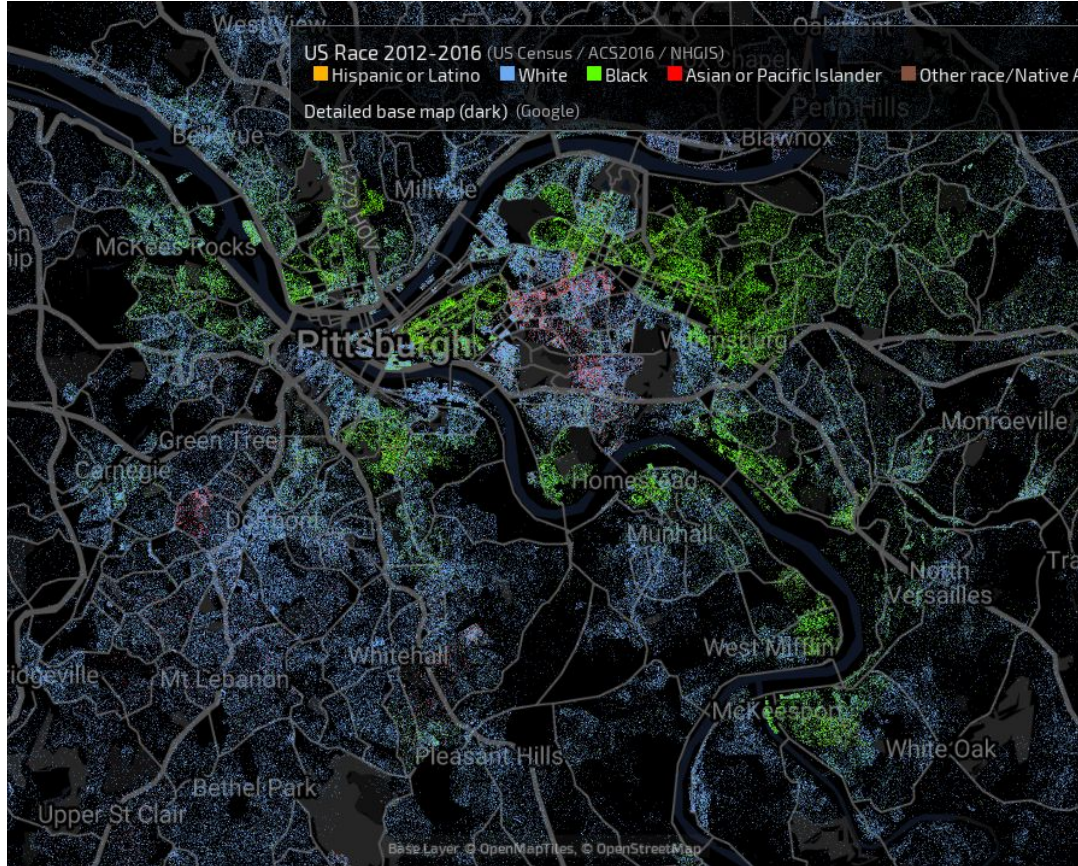 West View
Oakmont
US Race 2012-2016 (US Census / ACS2016 / NHGIS)
Hispanic or Latino White Black Asian or Pacific Islander Other race/Native A
Detailed base map (dark) (Google)
Penn Hills
Bellevue
Blawnox
Millvale
I-279 HOV
McKees Rocks
Pittsburgh
Wilkinsburg
Monroeville
Green Tree
Carnegie
Homestead
Dormont
Munhall
North
Versailles
West Mifflin
Whitehall
Mt Lebanon
McKeesport
White Oak
Pleasant Hills
Bethel Park
Upper St Clair
Base Layer © OpenMapTiles, © OpenStreetMap